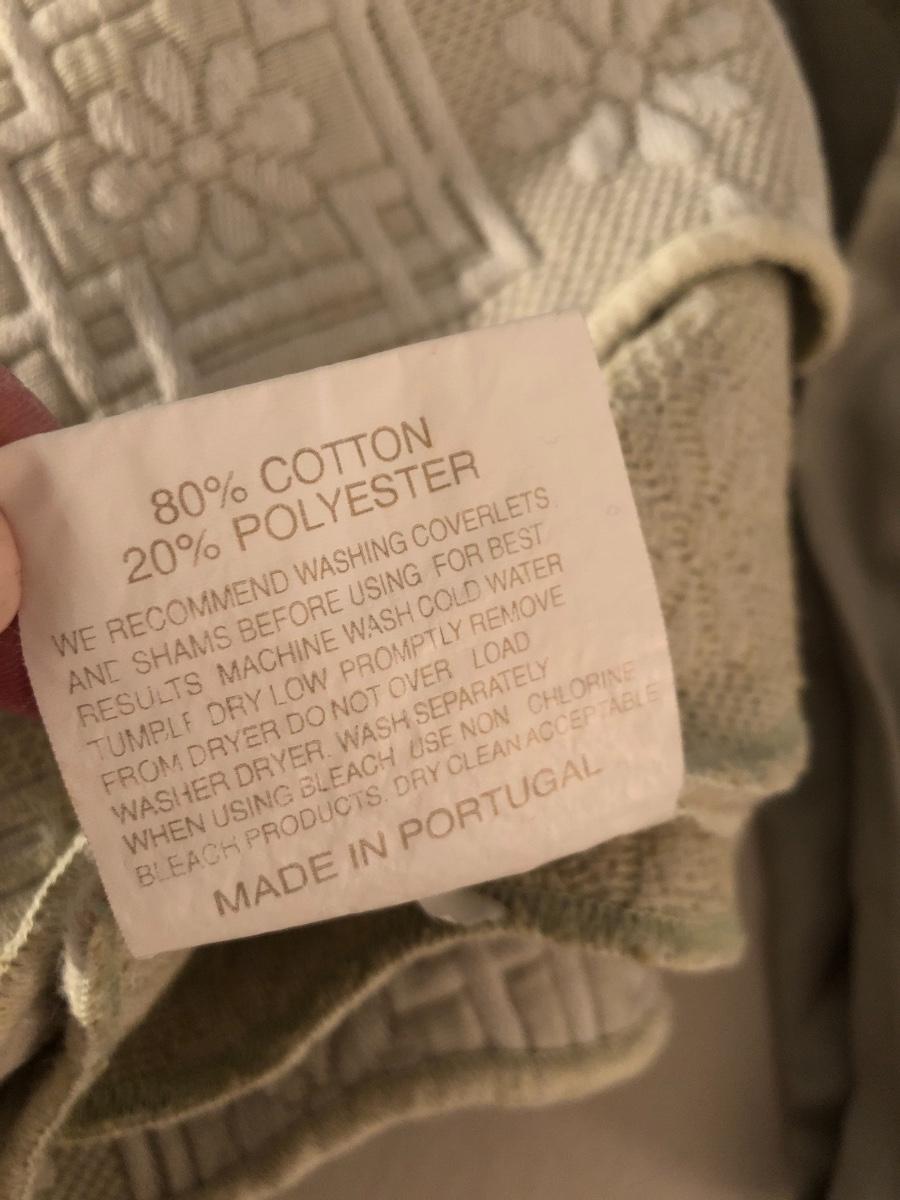 80% COTTON
20% POLYESTER
WE RECOMMEND WASHING COVERLETS
AND SHAMS BEFORE USING FOR BEST
RESULTS MACHINE WASH COLD WATER
TUMPLE DRY LOW PROMPTLY REMOVE
FROM DRYER DO NOT OVER LOAD
WASHER DRYER. WASH SEPARATELY
WHEN USING BLEACH USE NON CHLORINE
BLEACH PRODUCTS. DRY CLEAN ACCEPTABLE
MADE IN PORTUGAL